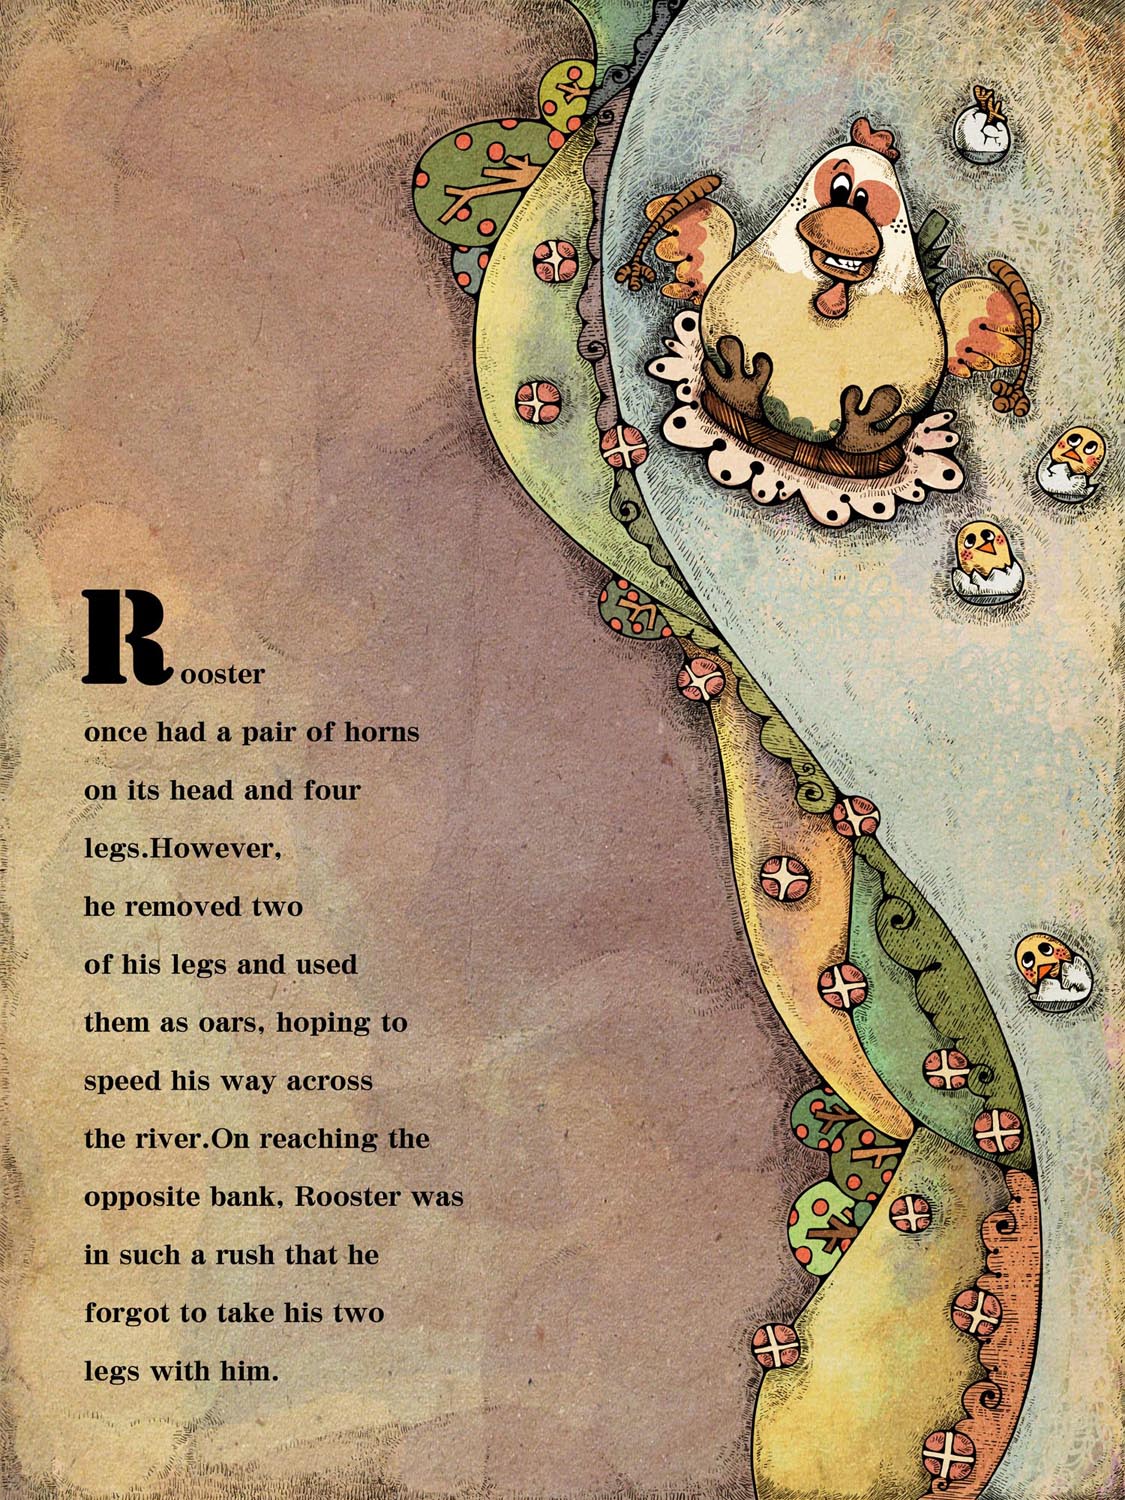 Rooster
once had a pair of horns
on its head and four
legs.However,
he removed two
of his legs and used
them as oars, hoping to
speed his way across
the river.On reaching the
opposite bank, Rooster was
in such a rush that he
forgot to take his two
legs with him.